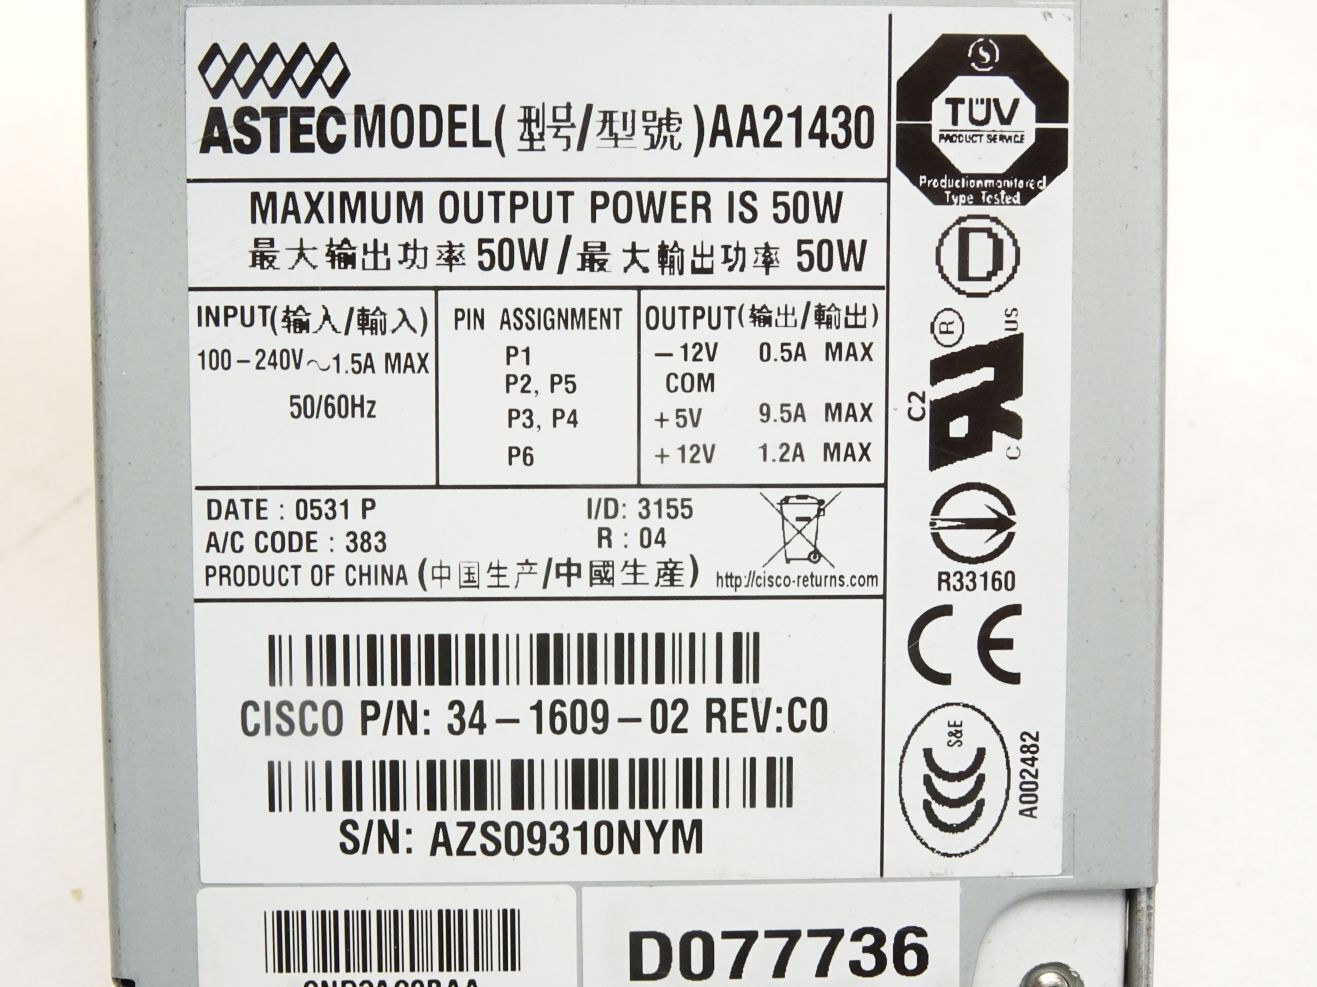 ASTEC MODEL(型号/型號)AA21430
MAXIMUM OUTPUT POWER IS 50W
最大输出功率 50W/最大輸出功率 50W
INPUT(输入/輸入)
100-240V～1.5A MAX
50/60Hz
PIN ASSIGNMENT
P1
P2, P5
P3, P4
P6
OUTPUT(输出/輸出)
-12V 0.5A MAX
COM
+5V 9.5A MAX
+12V 1.2A MAX
DATE : 0531 P
I/D: 3155
A/C CODE : 383
R : 04
PRODUCT OF CHINA (中国生产/中國生産)
http://cisco-returns.com
CISCO P/N: 34-1609-02 REV:C0
S/N: AZS09310NYM
S
TÜV
PRODUCT SERVICE
Production monitored
Type Tested
D
®
C2
US
C
R33160
CE
S&E
A002482
D077736